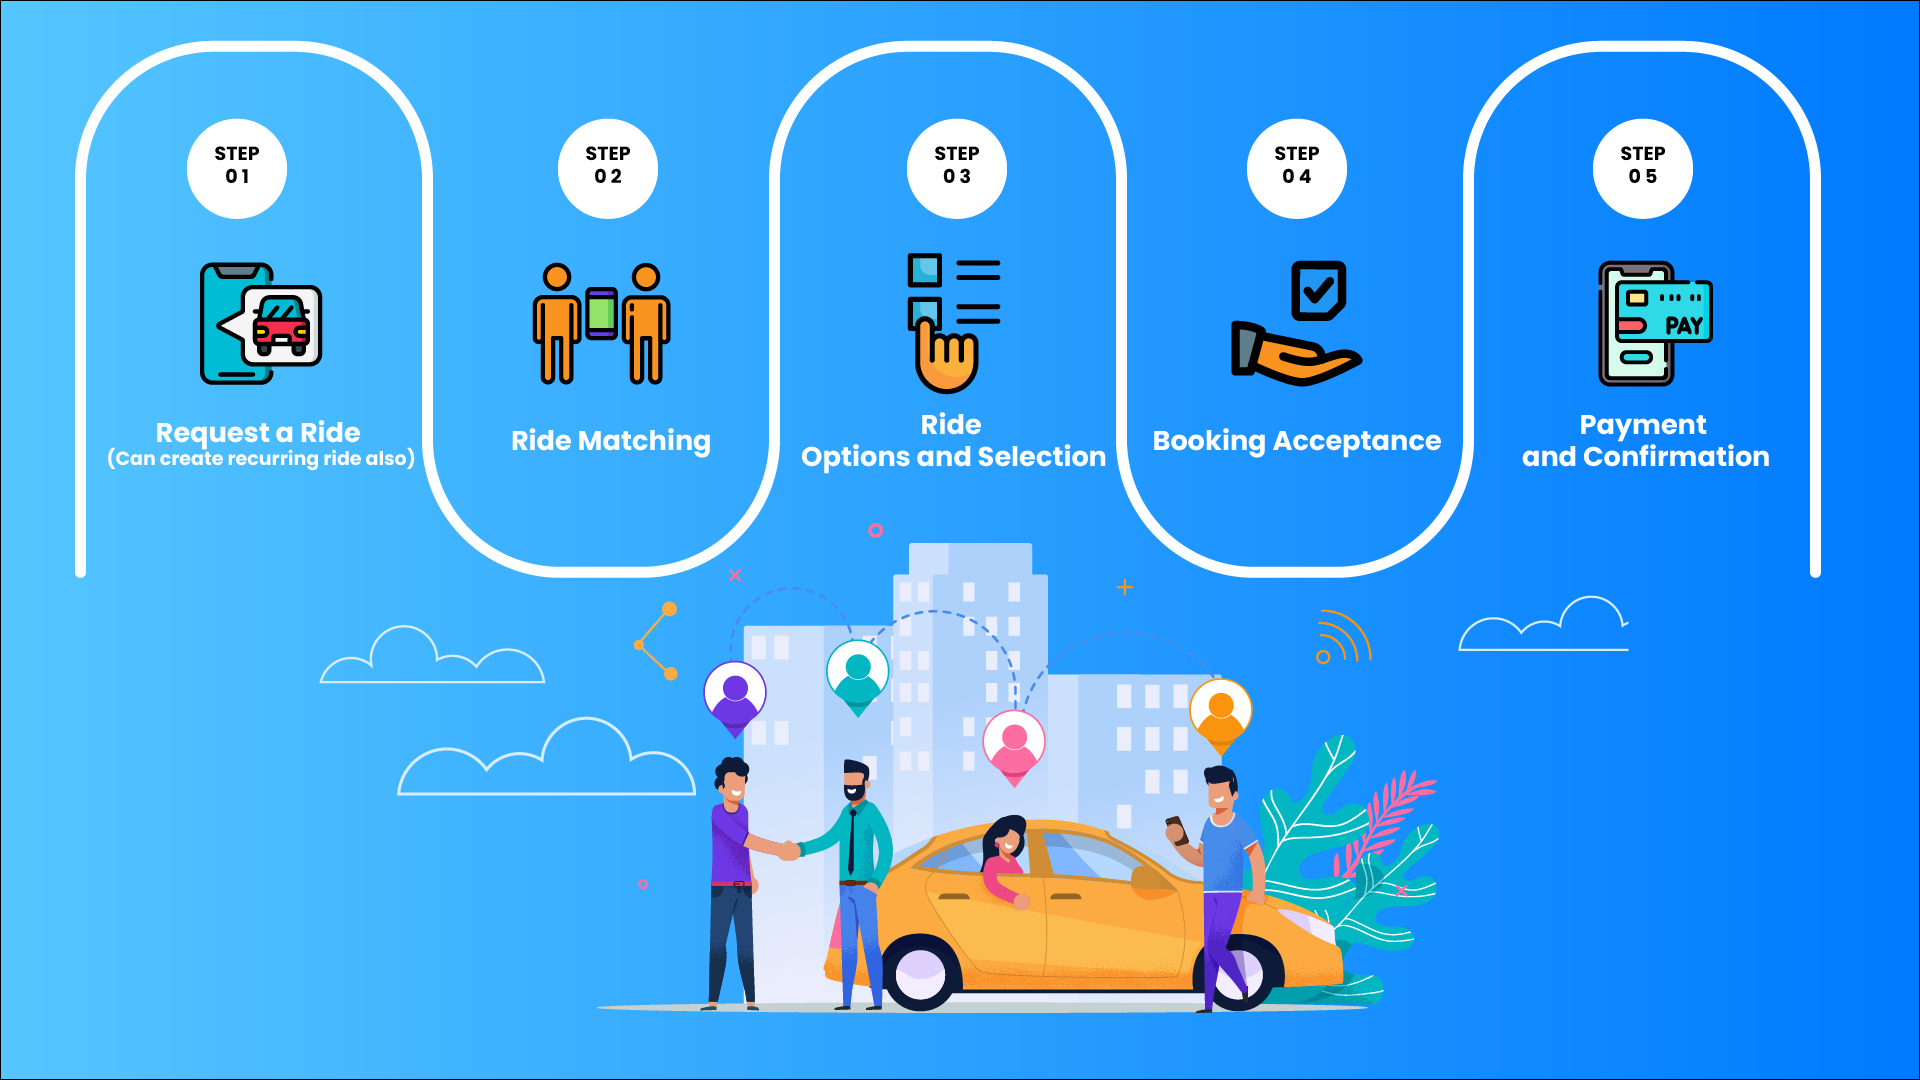 STEP
01
Request a Ride
(Can create recurring ride also)
STEP
02
Ride Matching
STEP
03
Ride
Options and Selection
STEP
04
Booking Acceptance
STEP
05
PAY
Payment
and Confirmation